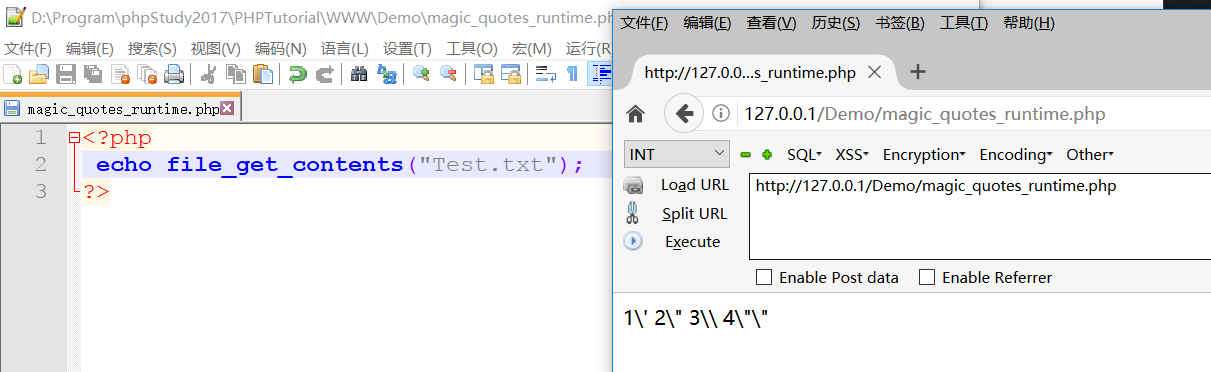 D:\Program\phpStudy2017\PHPTutorial\WWW\Demo\magic_quotes_runtime.ph
文件(F) 编辑(E) 搜索(S) 视图(V) 编码(N) 语言(L) 设置(T) 工具(O) 宏(M) 运行(R
magic_quotes_runtime.php
1 <?php
2 echo file_get_contents("Test.txt");
3 ?>
文件(F) 编辑(E) 查看(V) 历史(S) 书签(B) 工具(T) 帮助(H)
http://127.0.0...s_runtime.php
127.0.0.1/Demo/magic_quotes_runtime.php
INT SQL XSS Encryption Encoding Other
Load URL http://127.0.0.1/Demo/magic_quotes_runtime.php
Split URL
Execute
Enable Post data Enable Referrer
1\' 2\" 3\\ 4\"\"